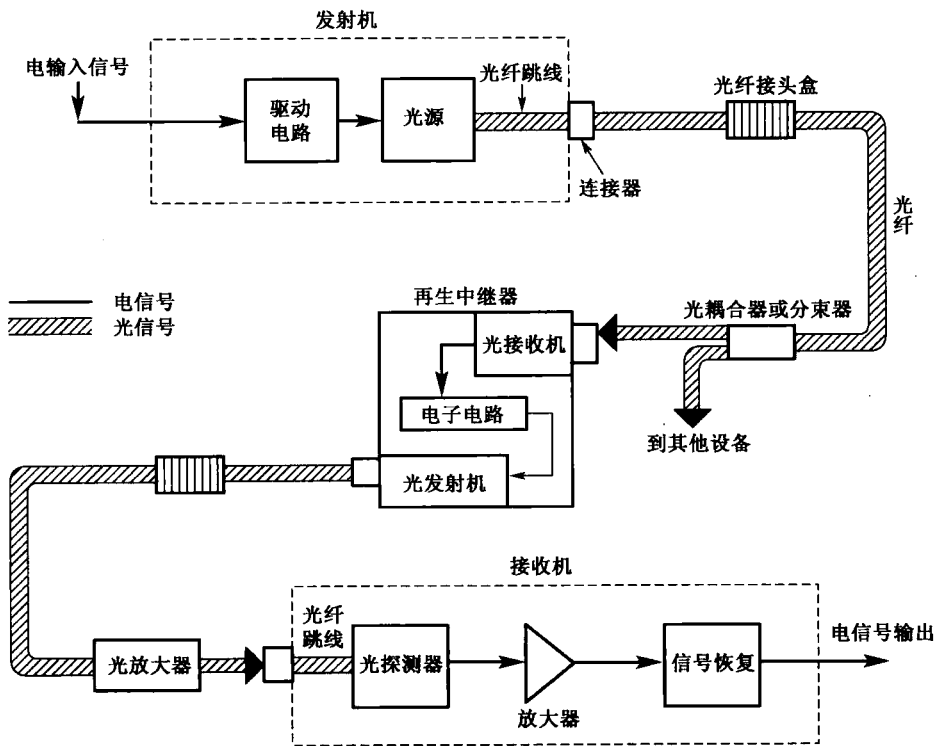 发射机
电输入信号
驱动
电路
光源
光纤跳线
连接器
光纤接头盒
光
纤
电信号
光信号
再生中继器
光接收机
电子电路
光发射机
光耦合器或分束器
到其他设备
接收机
光放大器
光纤
跳线
光探测器
放大器
信号恢复
电信号输出